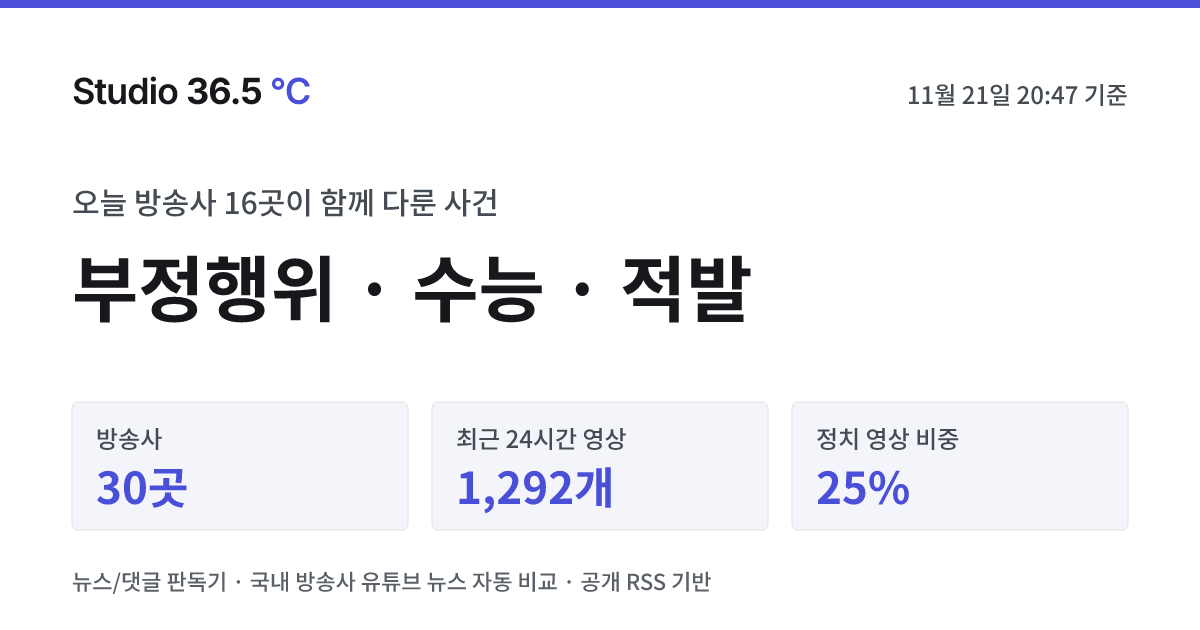 Studio 36.5 °C
11월 21일 20:47 기준
오늘 방송사 16곳이 함께 다룬 사건
부정행위 · 수능 · 적발
방송사
30곳
최근 24시간 영상
1,292개
정치 영상 비중
25%
뉴스/댓글 판독기 · 국내 방송사 유튜브 뉴스 자동 비교 · 공개 RSS 기반